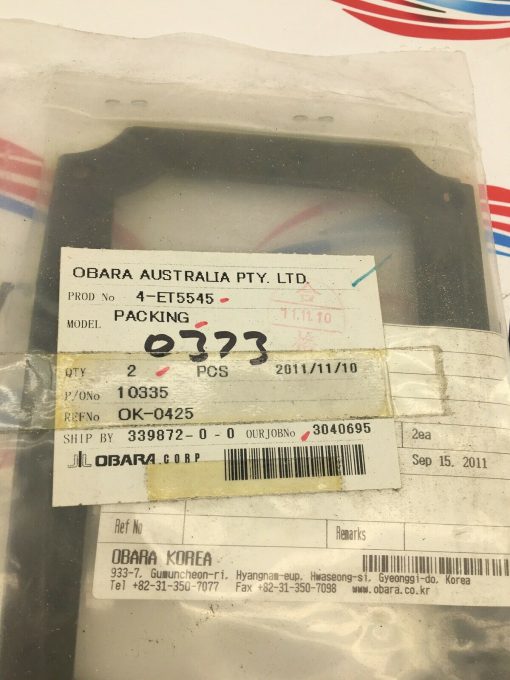 OBARA AUSTRALIA PTY. LTD.
PROD No 4-ET5545
MODEL PACKING
0373
11.11.10
QTY 2 PCS 2011/11/10
P/ONo 10335
REFNo OK-0425
SHIP BY 339872-0-0 OURJOBNo 3040695
OBARA.CORP
2ea
Sep 15. 2011
Ref No Remarks
OBARA KOREA
933-7. Gumuncheon-ri, Hyangnam-eup. Hwaseong-si. Gyeonggi-do. Korea
Tel +82-31-350-7077 Fax +82-31-350-7098 www.obara.co.kr